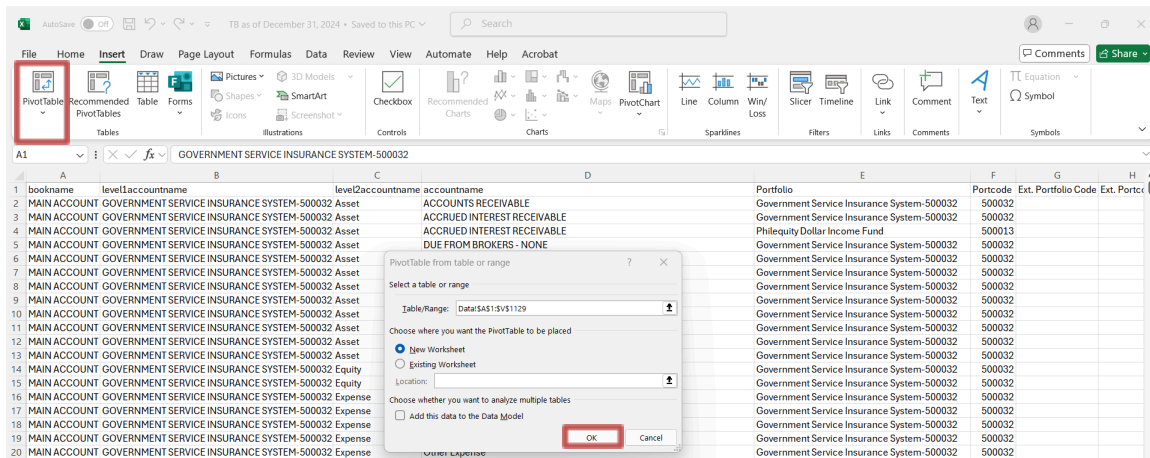 AutoSave Off TB as of December 31, 2024 • Saved to this PC Search
File Home Insert Draw Page Layout Formulas Data Review View Automate Help Acrobat Comments Share
PivotTable Recommended PivotTables Table Forms Pictures Shapes Icons 3D Models SmartArt Screenshot Checkbox Recommended Charts Maps PivotChart Line Column Win/Loss Slicer Timeline Link Comment Text Equation Symbol
Tables Illustrations Controls Charts Sparklines Filters Links Comments Symbols
A1 fx GOVERNMENT SERVICE INSURANCE SYSTEM-500032
A B C D E F G H
1 bookname level1accountname level2accountname accountname Portfolio Portcode Ext. Portfolio Code Ext. Portco
2 MAIN ACCOUNT GOVERNMENT SERVICE INSURANCE SYSTEM-500032 Asset ACCOUNTS RECEIVABLE Government Service Insurance System-500032 500032
3 MAIN ACCOUNT GOVERNMENT SERVICE INSURANCE SYSTEM-500032 Asset ACCRUED INTEREST RECEIVABLE Government Service Insurance System-500032 500032
4 MAIN ACCOUNT GOVERNMENT SERVICE INSURANCE SYSTEM-500032 Asset ACCRUED INTEREST RECEIVABLE Philequity Dollar Income Fund 500013
5 MAIN ACCOUNT GOVERNMENT SERVICE INSURANCE SYSTEM-500032 Asset DUE FROM BROKERS - NONE Government Service Insurance System-500032 500032
6 MAIN ACCOUNT GOVERNMENT SERVICE INSURANCE SYSTEM-500032 Asset Government Service Insurance System-500032 500032
7 MAIN ACCOUNT GOVERNMENT SERVICE INSURANCE SYSTEM-500032 Asset Government Service Insurance System-500032 500032
8 MAIN ACCOUNT GOVERNMENT SERVICE INSURANCE SYSTEM-500032 Asset Government Service Insurance System-500032 500032
9 MAIN ACCOUNT GOVERNMENT SERVICE INSURANCE SYSTEM-500032 Asset Government Service Insurance System-500032 500032
10 MAIN ACCOUNT GOVERNMENT SERVICE INSURANCE SYSTEM-500032 Asset Government Service Insurance System-500032 500032
11 MAIN ACCOUNT GOVERNMENT SERVICE INSURANCE SYSTEM-500032 Asset Government Service Insurance System-500032 500032
12 MAIN ACCOUNT GOVERNMENT SERVICE INSURANCE SYSTEM-500032 Asset Government Service Insurance System-500032 500032
13 MAIN ACCOUNT GOVERNMENT SERVICE INSURANCE SYSTEM-500032 Asset Government Service Insurance System-500032 500032
14 MAIN ACCOUNT GOVERNMENT SERVICE INSURANCE SYSTEM-500032 Equity Government Service Insurance System-500032 500032
15 MAIN ACCOUNT GOVERNMENT SERVICE INSURANCE SYSTEM-500032 Equity Government Service Insurance System-500032 500032
16 MAIN ACCOUNT GOVERNMENT SERVICE INSURANCE SYSTEM-500032 Expense Government Service Insurance System-500032 500032
17 MAIN ACCOUNT GOVERNMENT SERVICE INSURANCE SYSTEM-500032 Expense Government Service Insurance System-500032 500032
18 MAIN ACCOUNT GOVERNMENT SERVICE INSURANCE SYSTEM-500032 Expense Government Service Insurance System-500032 500032
19 MAIN ACCOUNT GOVERNMENT SERVICE INSURANCE SYSTEM-500032 Expense Government Service Insurance System-500032 500032
20 MAIN ACCOUNT GOVERNMENT SERVICE INSURANCE SYSTEM-500032 Expense Other Expense Government Service Insurance System-500032 500032
PivotTable from table or range ?
Select a table or range
Table/Range: Data!$A$1:$V$1129
Choose where you want the PivotTable to be placed
New Worksheet
Existing Worksheet
Location:
Choose whether you want to analyze multiple tables
Add this data to the Data Model
OK Cancel